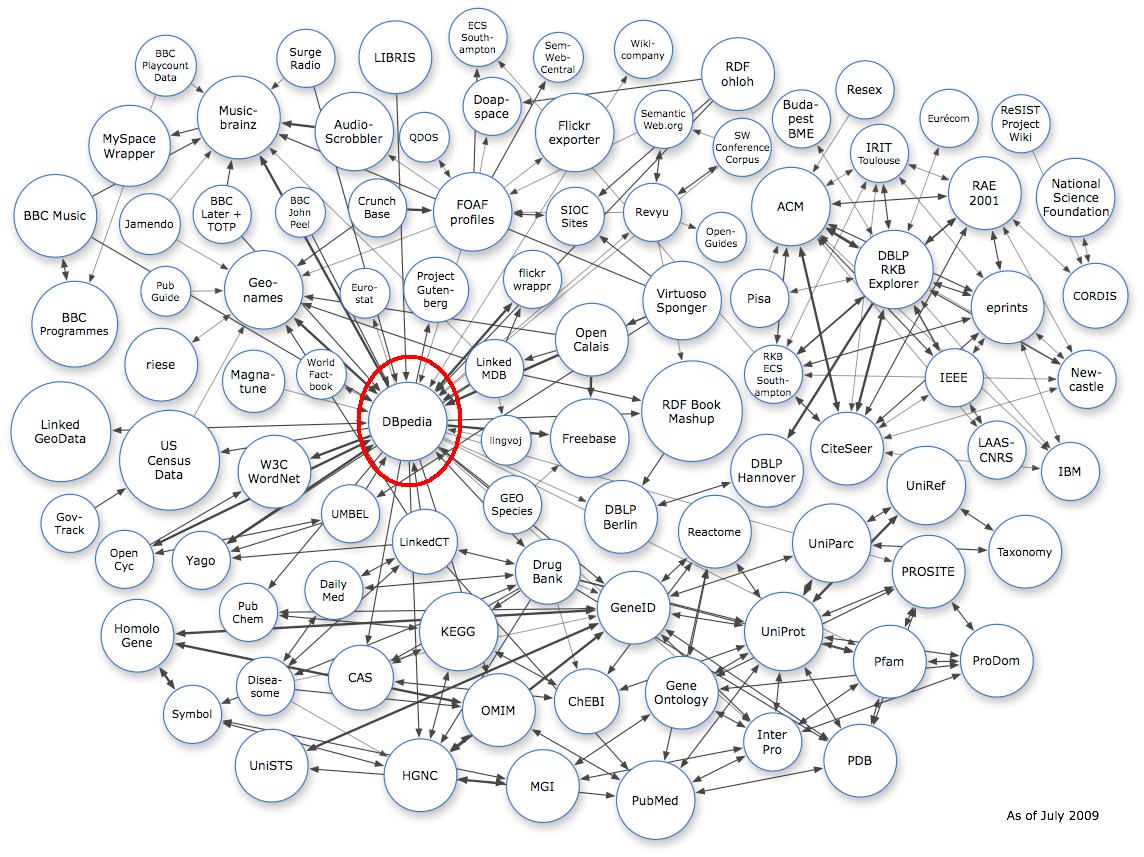 BBC
Playcount
Data
Surge
Radio
LIBRIS
ECS
South-
ampton
Sem-
Web-
Central
Wiki-
company
RDF
ohloh
Music-
brainz
Doap-
space
Buda-
pest
BME
Resex
MySpace
Wrapper
Audio-
Scrobbler
QDOS
Flickr
exporter
Semantic
Web.org
SW
Conference
Corpus
IRIT
Toulouse
Eurécom
ReSIST
Project
Wiki
BBC Music
Jamendo
BBC
Later +
TOTP
BBC
John
Peel
Crunch
Base
FOAF
profiles
SIOC
Sites
Revyu
Open-
Guides
ACM
RAE
2001
National
Science
Foundation
BBC
Programmes
Pub
Guide
Geo-
names
Euro-
stat
Project
Guten-
berg
flickr
wrappr
Virtuoso
Sponger
Pisa
DBLP
RKB
Explorer
eprints
CORDIS
riese
Magna-
tune
World
Fact-
book
Linked
MDB
Open
Calais
RKB
ECS
South-
ampton
IEEE
New-
castle
Linked
GeoData
US
Census
Data
W3C
WordNet
DBpedia
lingvoj
Freebase
RDF Book
Mashup
DBLP
Hannover
CiteSeer
LAAS-
CNRS
IBM
Gov-
Track
Open
Cyc
Yago
UMBEL
LinkedCT
GEO
Species
DBLP
Berlin
Reactome
UniParc
UniRef
Taxonomy
PROSITE
Homolo
Gene
Pub
Chem
Daily
Med
KEGG
Drug
Bank
GeneID
UniProt
Pfam
ProDom
Symbol
Disea-
some
CAS
OMIM
ChEBI
Gene
Ontology
Inter
Pro
PDB
UniSTS
HGNC
MGI
PubMed
As of July 2009